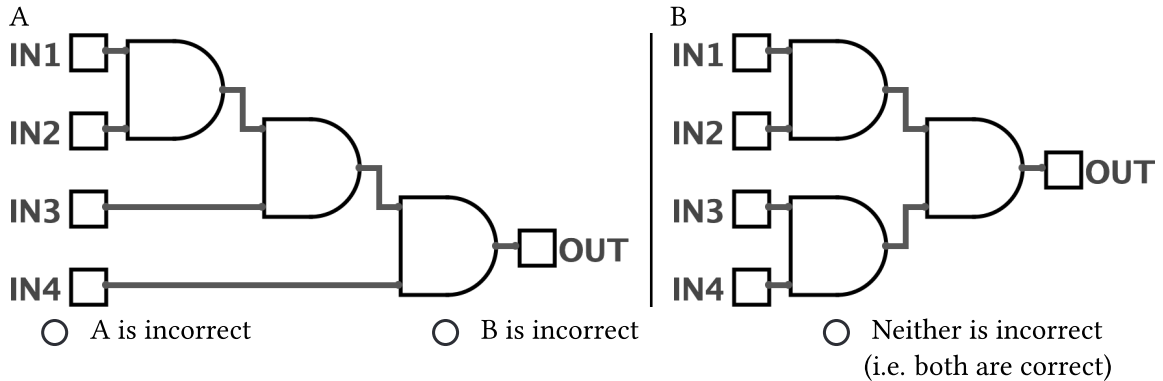 A
IN1
IN2
IN3
IN4
OUT
B
IN1
IN2
IN3
IN4
OUT
A is incorrect
B is incorrect
Neither is incorrect
(i.e. both are correct)